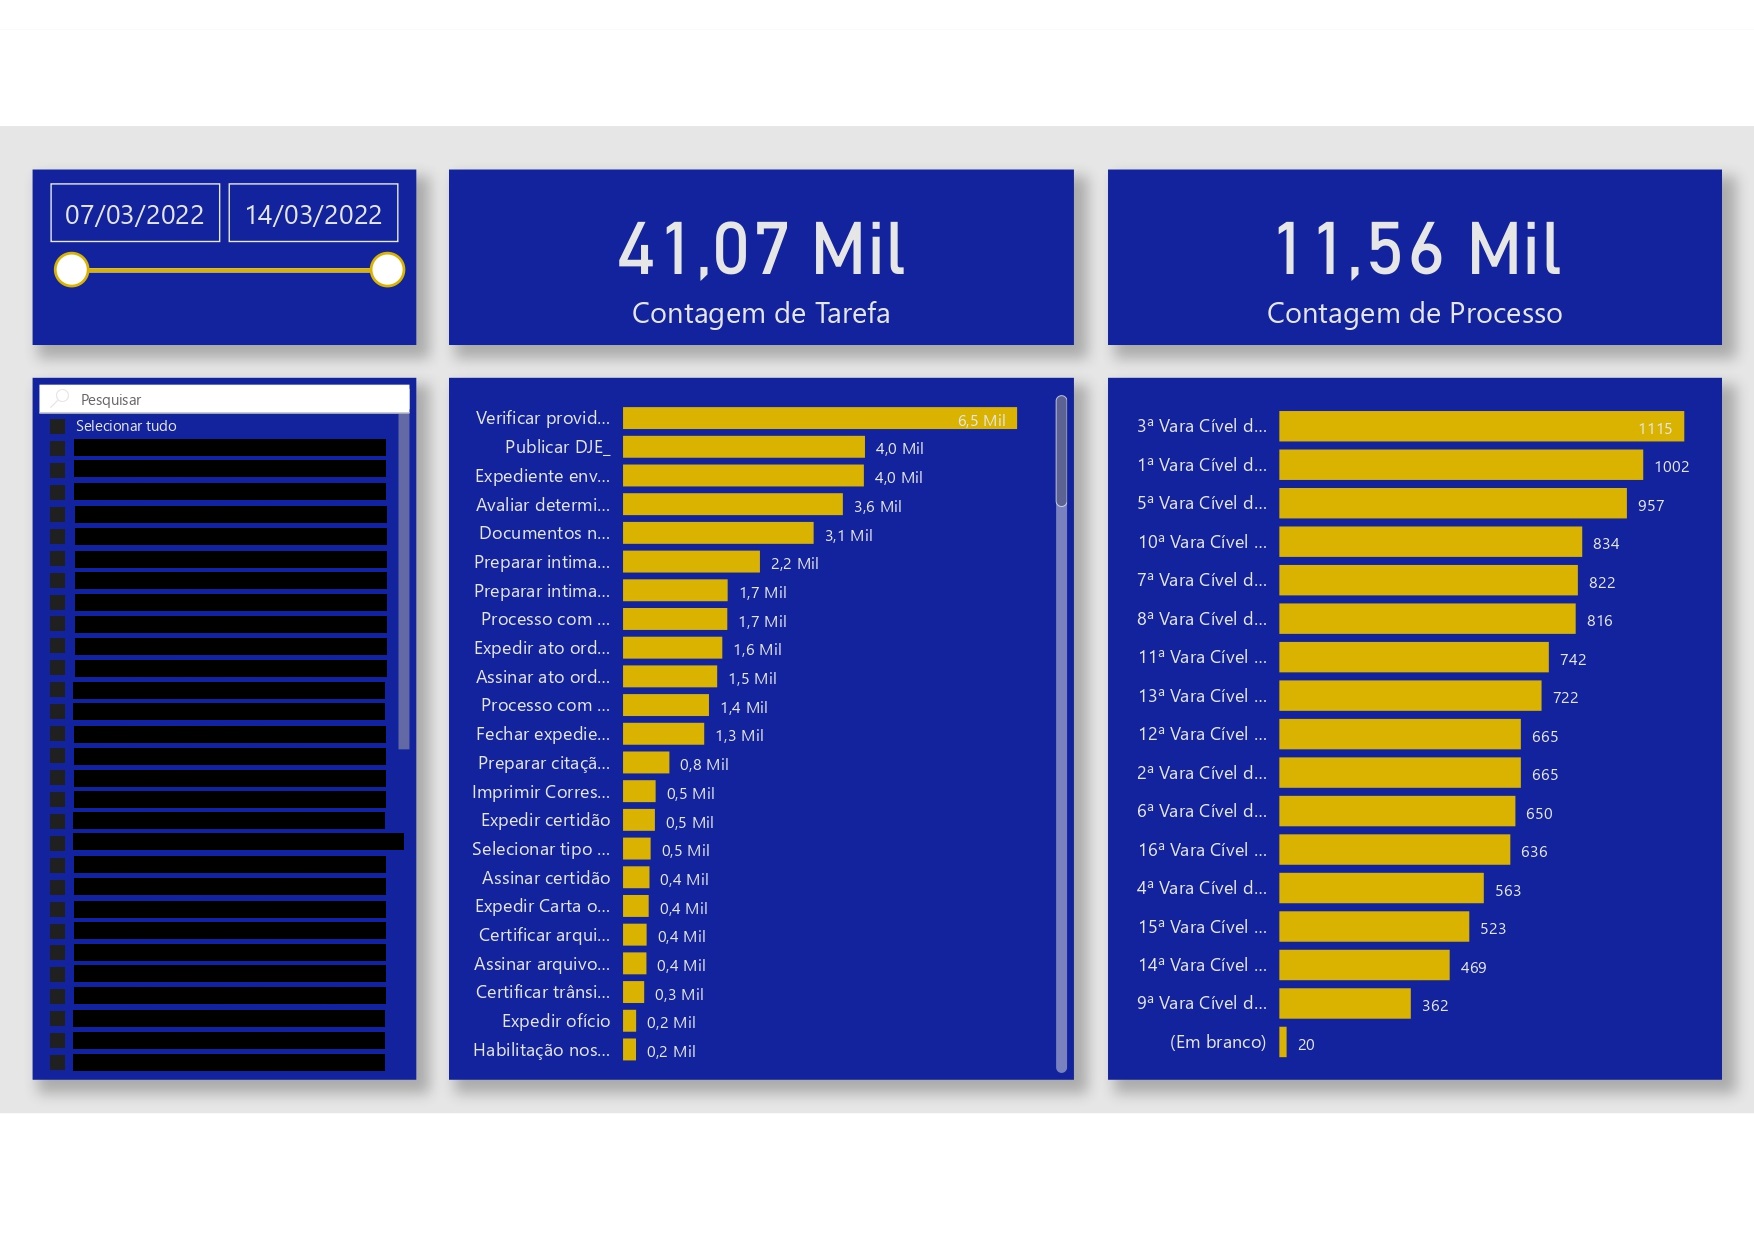 07/03/2022
14/03/2022
41,07 Mil
Contagem de Tarefa
11,56 Mil
Contagem de Processo
Pesquisar
Selecionar tudo
Verificar provid... 6,5 Mil
Publicar DJE_ 4,0 Mil
Expediente env... 4,0 Mil
Avaliar determi... 3,6 Mil
Documentos n... 3,1 Mil
Preparar intima... 2,2 Mil
Preparar intima... 1,7 Mil
Processo com ... 1,7 Mil
Expedir ato ord... 1,6 Mil
Assinar ato ord... 1,5 Mil
Processo com ... 1,4 Mil
Fechar expedie... 1,3 Mil
Preparar citaçã... 0,8 Mil
Imprimir Corres... 0,5 Mil
Expedir certidão 0,5 Mil
Selecionar tipo ... 0,5 Mil
Assinar certidão 0,4 Mil
Expedir Carta o... 0,4 Mil
Certificar arqui... 0,4 Mil
Assinar arquivo... 0,4 Mil
Certificar trânsi... 0,3 Mil
Expedir ofício 0,2 Mil
Habilitação nos... 0,2 Mil
3ª Vara Cível d... 1115
1ª Vara Cível d... 1002
5ª Vara Cível d... 957
10ª Vara Cível ... 834
7ª Vara Cível d... 822
8ª Vara Cível d... 816
11ª Vara Cível ... 742
13ª Vara Cível ... 722
12ª Vara Cível ... 665
2ª Vara Cível d... 665
6ª Vara Cível d... 650
16ª Vara Cível ... 636
4ª Vara Cível d... 563
15ª Vara Cível ... 523
14ª Vara Cível ... 469
9ª Vara Cível d... 362
(Em branco) 20